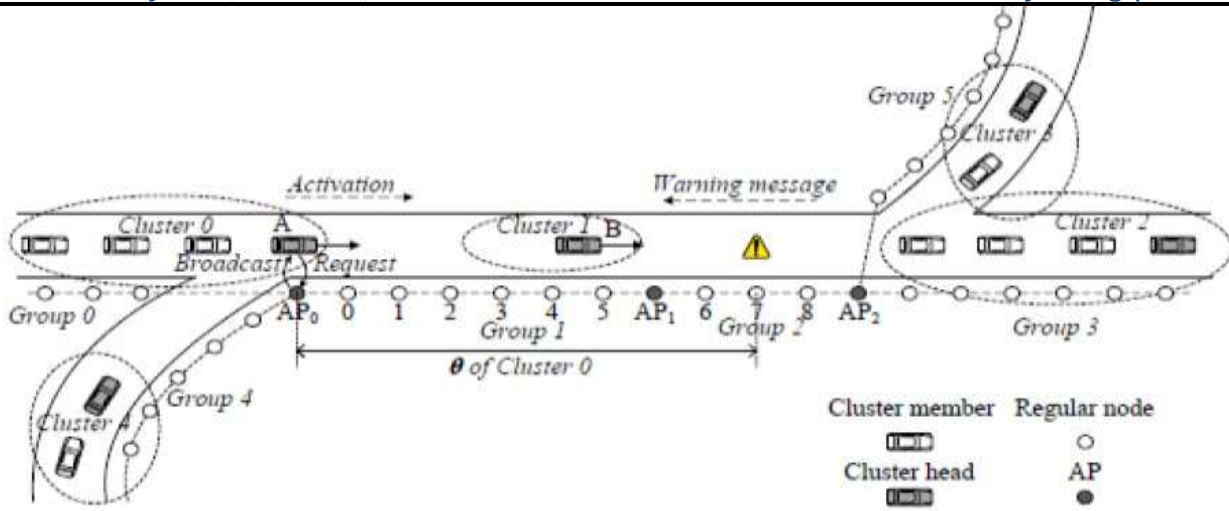 Group 5
Cluster 3
Activation
Warning message
Cluster 0
A
Cluster 1
B
Cluster 2
Broadcast
Request
Group 0
AP0 0 1 2 3 4 5 AP1 6 7 8 AP2
Group 1
Group 2
Group 3
θ of Cluster 0
Group 4
Cluster 4
Cluster member
Regular node
Cluster head
AP